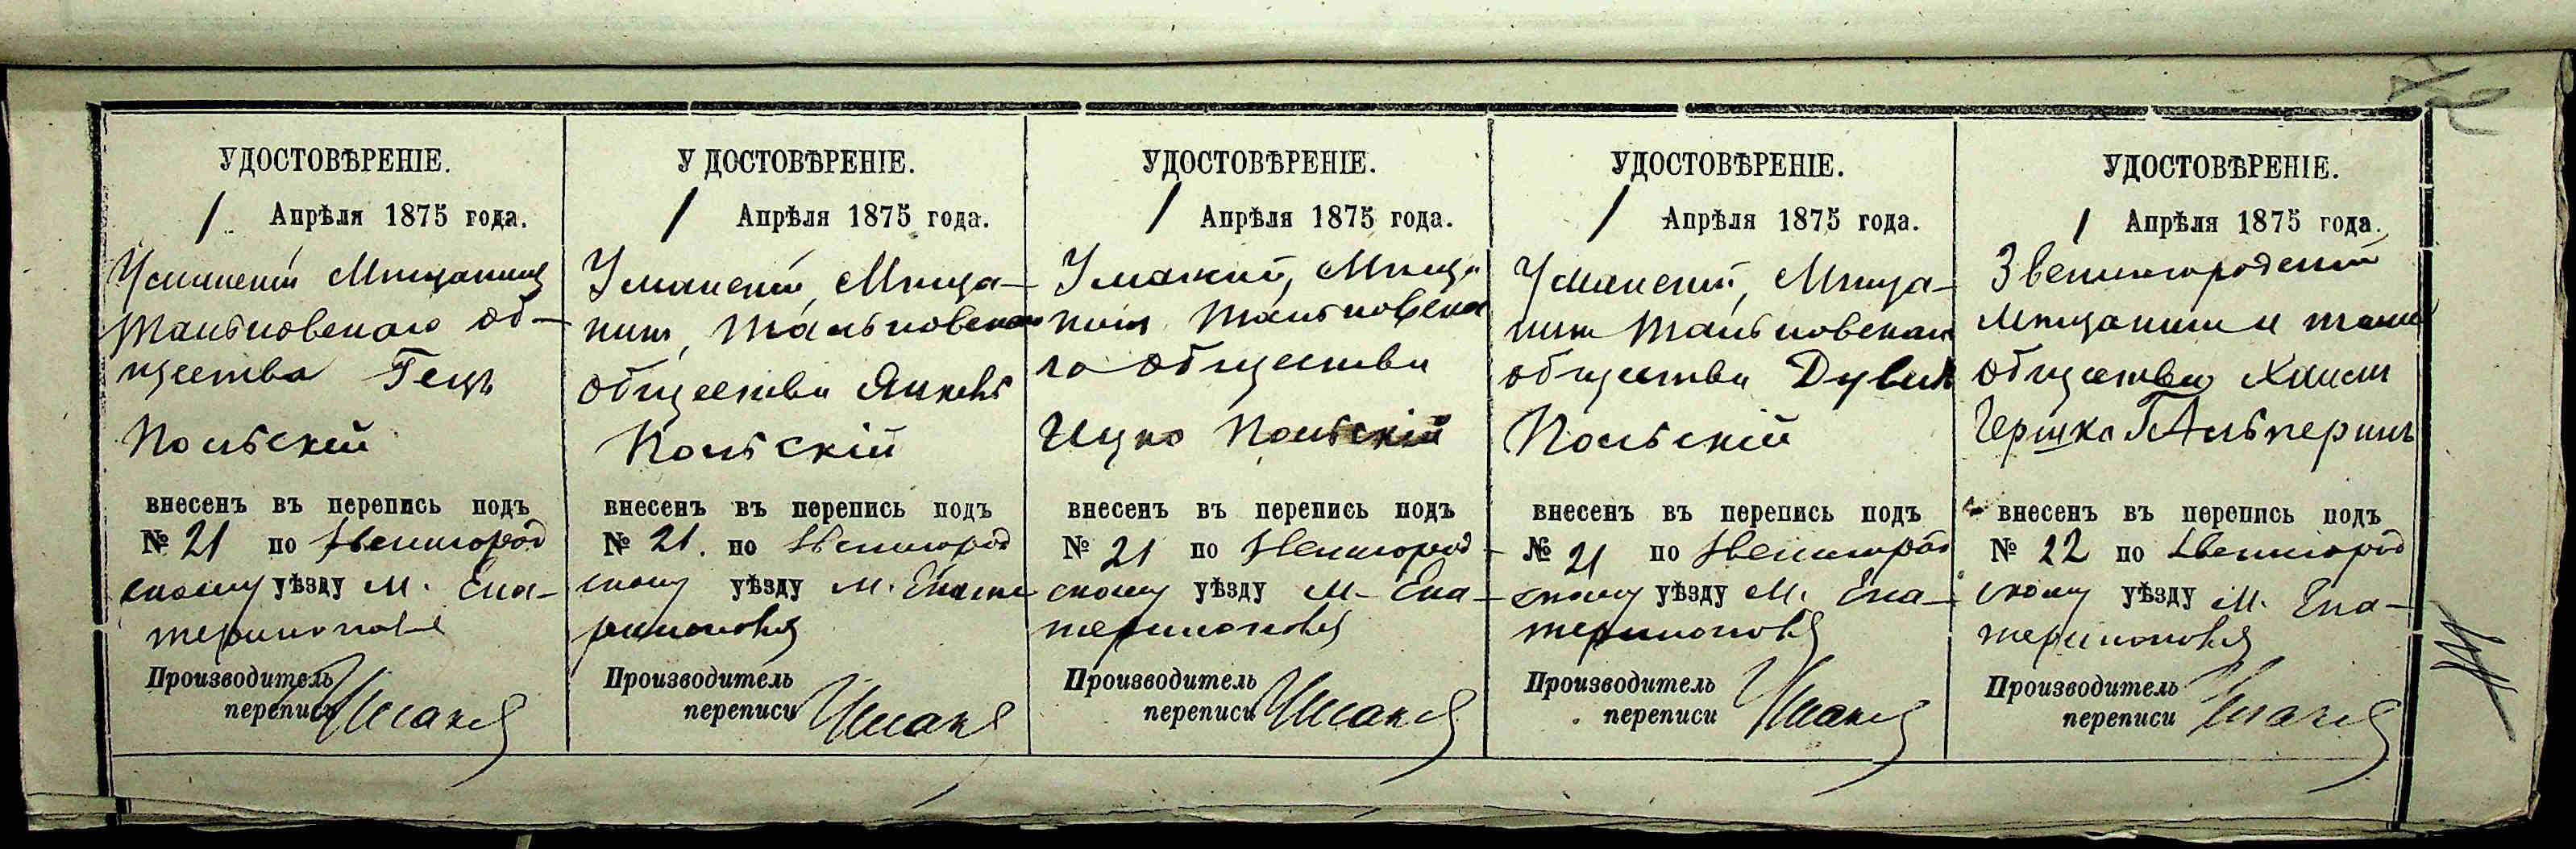 УДОСТОВѢРЕНІЕ.
1 Апрѣля 1875 года.
Уманскій Мѣщанинъ
Тальновскаго об-
щества Гецъ
Польскій
внесенъ въ перепись подъ
№ 21 по Звенигород
скому уѣзду м. Ека-
теринополѣ
Производитель
переписи
УДОСТОВѢРЕНІЕ.
1 Апрѣля 1875 года.
Уманскій, Мѣща-
нинъ, Тальновскаго
общества Янкель
Польскій
внесенъ въ перепись подъ
№ 21. по Звенигород
скому уѣзду м. Екате
ринополѣ
Производитель
переписи
УДОСТОВѢРЕНІЕ.
1 Апрѣля 1875 года.
Уманскій, Мѣща
нинъ Тальновска
го общества
Ицко Польскій
внесенъ въ перепись подъ
№ 21 по Звенигород-
скому уѣзду м- Ека-
теринополѣ
Производитель
переписи
УДОСТОВѢРЕНІЕ.
1 Апрѣля 1875 года.
Уманскій, Мѣща-
нинъ Тальновскаго
общества Дувидъ
Польскій
внесенъ въ перепись подъ
№ 21 по Звенигород
скому уѣзду м. Ека-
теринополѣ
Производитель
переписи
УДОСТОВѢРЕНІЕ.
1 Апрѣля 1875 года.
Звенигородскій
Мѣщанинъ и
общества Хаимъ
Гершко Гальперинъ
внесенъ въ перепись подъ
№ 22 по Звенигород
скому уѣзду м. Ека-
теринополѣ
Производитель
переписи